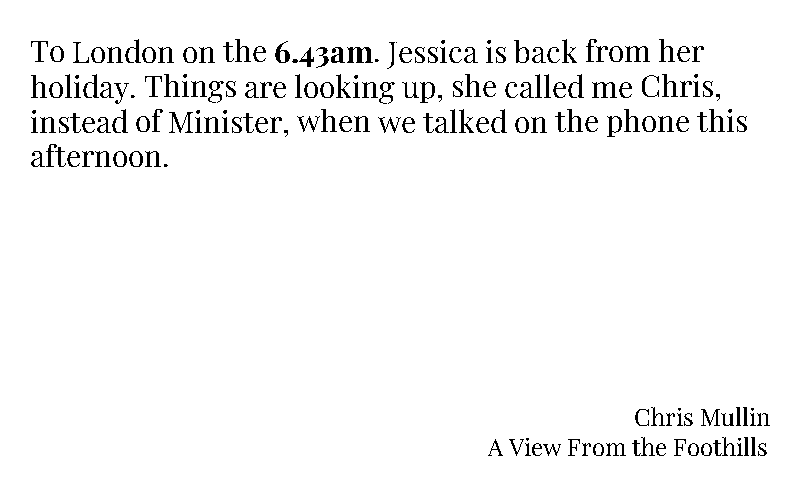 To London on the 6.43am. Jessica is back from her
holiday. Things are looking up, she called me Chris,
instead of Minister, when we talked on the phone this
afternoon.
Chris Mullin
A View From the Foothills